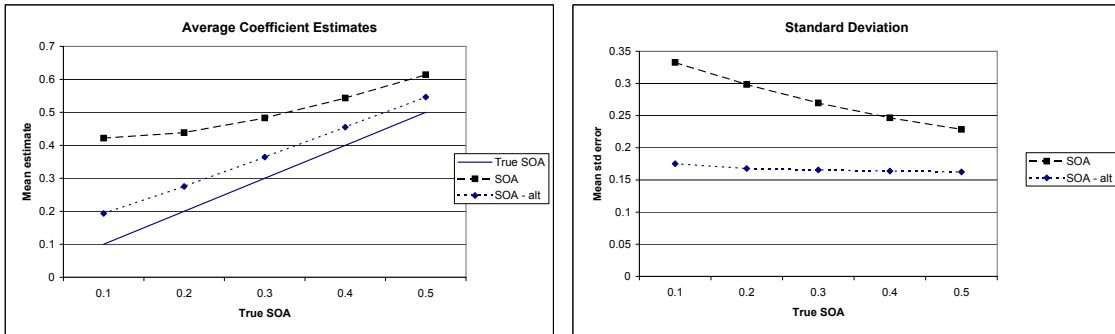 Average Coefficient Estimates
0.7
0.6
0.5
0.4
0.3
0.2
0.1
0
Mean estimate
0.1 0.2 0.3 0.4 0.5
True SOA
True SOA
SOA
SOA - alt
Standard Deviation
0.35
0.3
0.25
0.2
0.15
0.1
0.05
0
Mean std error
0.1 0.2 0.3 0.4 0.5
True SOA
SOA
SOA - alt